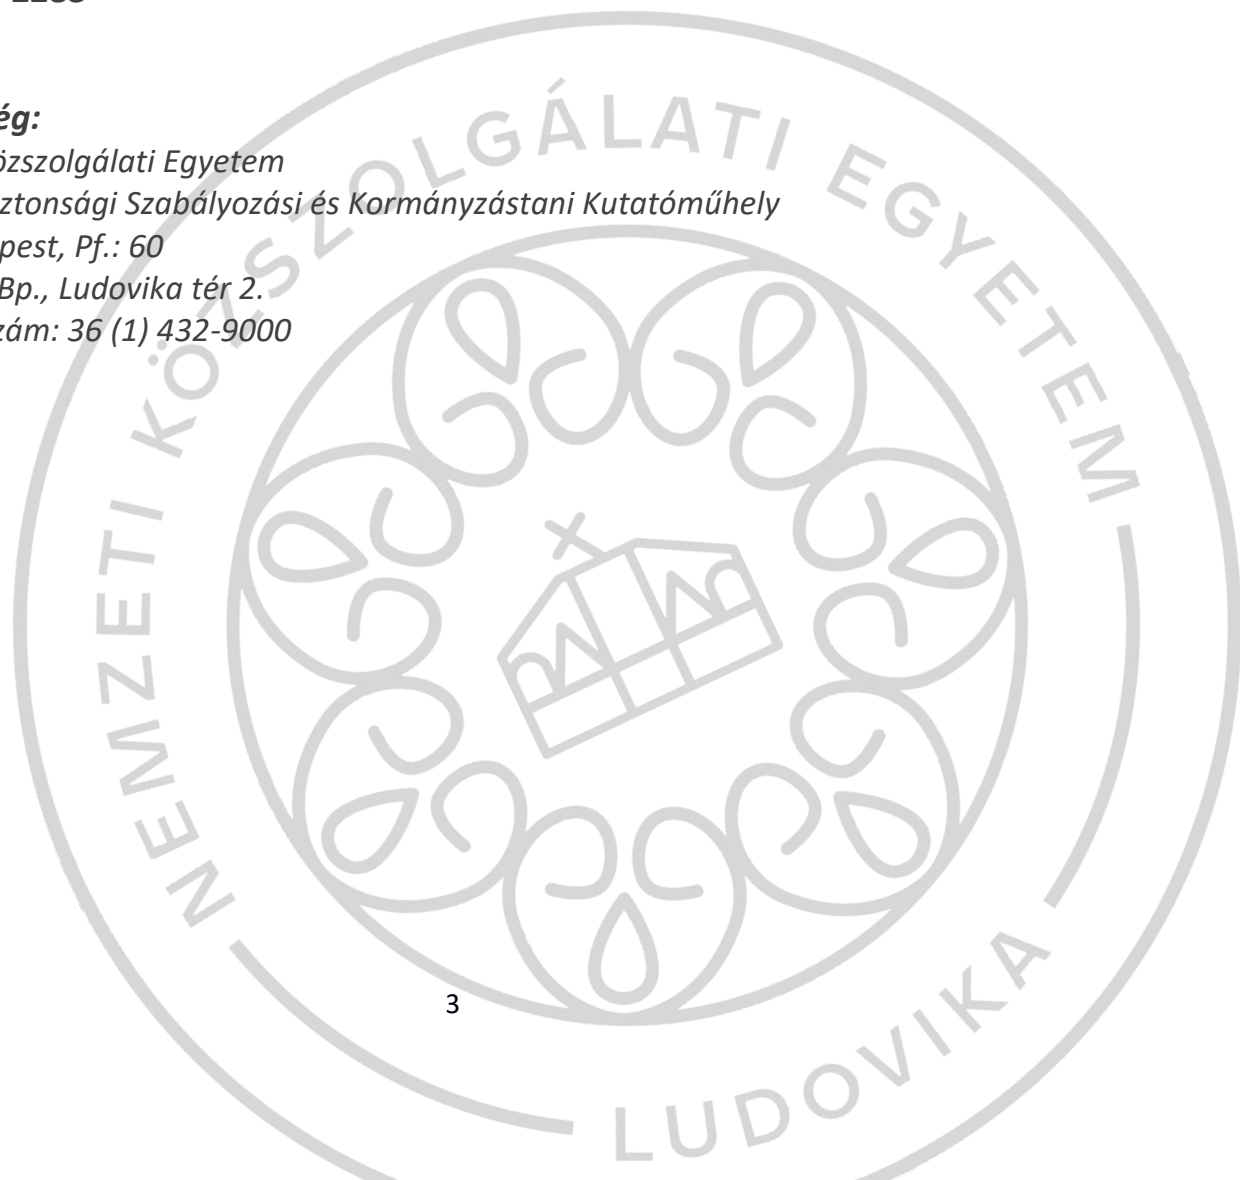 ég:
özszolgálati Egyetem
ztonsági Szabályozási és Kormányzástani Kutatóműhely
pest, Pf.: 60
Bp., Ludovika tér 2.
zám: 36 (1) 432-9000
NEMZETI KÖZSZOLGÁLATI EGYETEM
LUDOVIKA
3